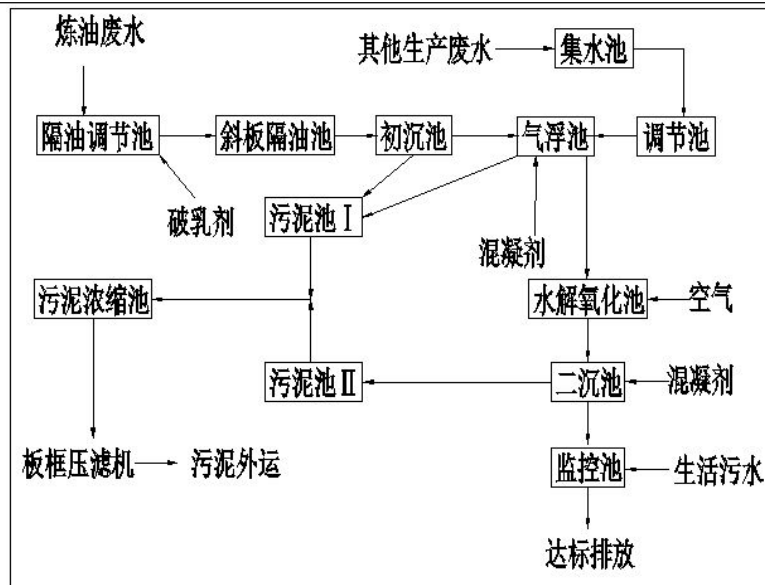 炼油废水
其他生产废水
集水池
隔油调节池
斜板隔油池
初沉池
气浮池
调节池
破乳剂
污泥池Ⅰ
混凝剂
污泥浓缩池
水解氧化池
空气
污泥池Ⅱ
二沉池
混凝剂
板框压滤机
污泥外运
监控池
生活污水
达标排放